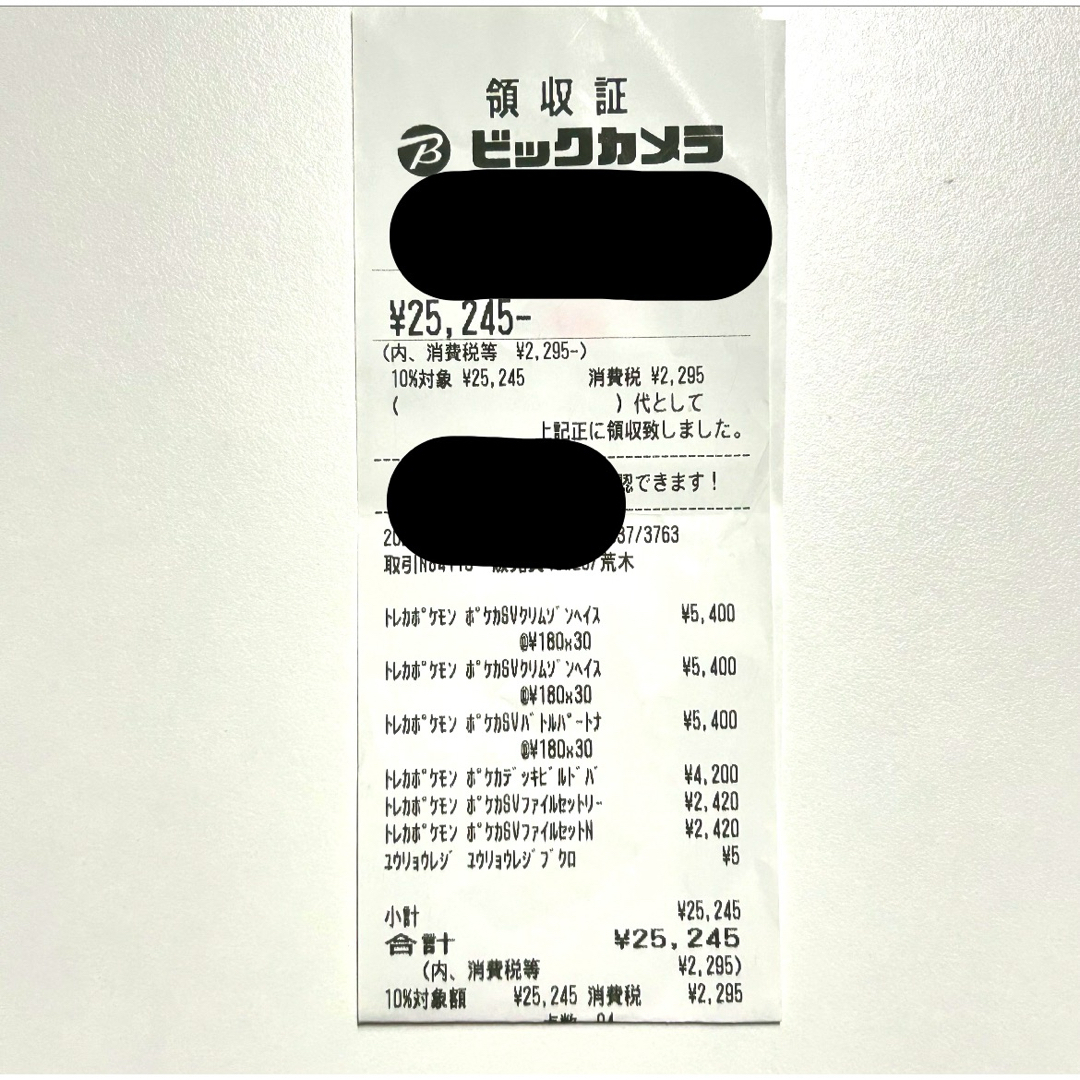 領収証
B ビックカメラ
¥25,245-
(内、消費税等 ¥2,295-)
10%対象 ¥25,245 消費税 ¥2,295
( ) 代として
上記正に領収致しました。
認できます!
37/3763
荒木
トレカポケモン ポケカSVクリムゾンヘイズ ¥5,400
@¥180x30
トレカポケモン ポケカSVクリムゾンヘイズ ¥5,400
@¥180x30
トレカポケモン ポケカSVバトルパートナ ¥5,400
@¥180x30
トレカポケモン ポケカデッキビルドバ ¥4,200
トレカポケモン ポケカSVファイルセットリー ¥2,420
トレカポケモン ポケカSVファイルセットN ¥2,420
ユウリョウレジ ユウリョウレジブクロ ¥5
小計 ¥25,245
合計 ¥25,245
(内、消費税等 ¥2,295)
10%対象額 ¥25,245 消費税 ¥2,295
点数 94